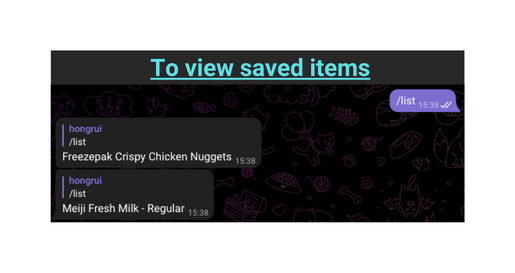 To view saved items
/list 15:38
hongrui
/list
Freezepak Crispy Chicken Nuggets 15:38
hongrui
/list
Meiji Fresh Milk - Regular 15:38